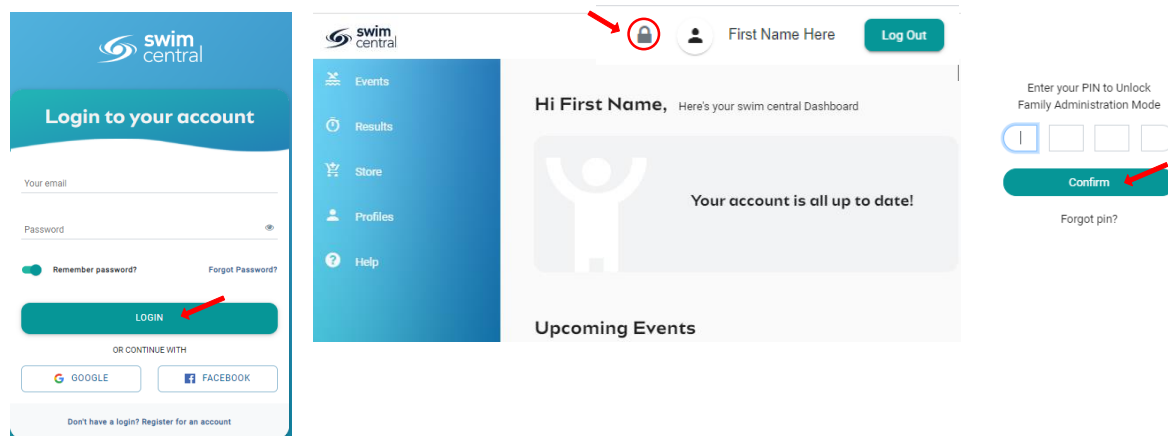 swim
central
Login to your account
Your email
Password
Remember password?
Forgot Password?
LOGIN
OR CONTINUE WITH
GOOGLE
FACEBOOK
Don't have a login? Register for an account
swim
central
First Name Here
Log Out
Events
Results
Store
Profiles
Help
Hi First Name, Here's your swim central Dashboard
Your account is all up to date!
Upcoming Events
Enter your PIN to Unlock
Family Administration Mode
Confirm
Forgot pin?